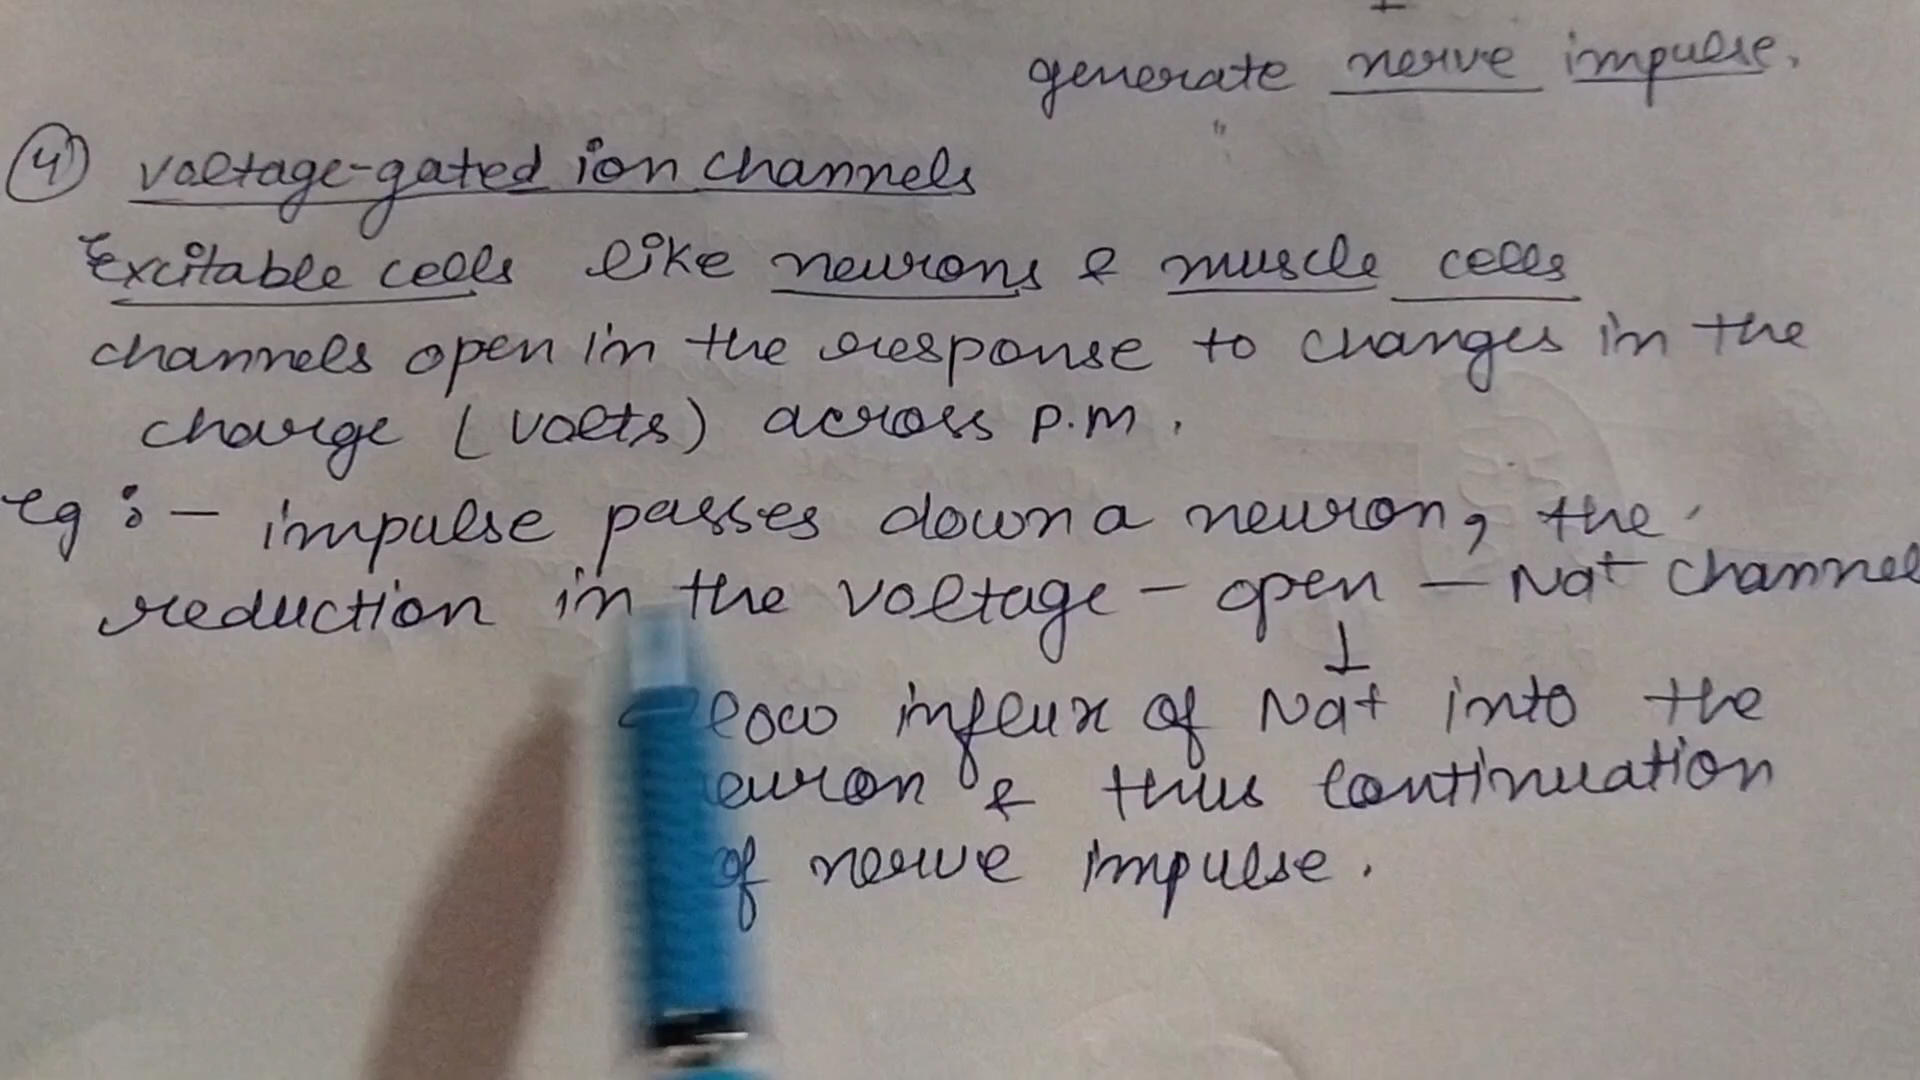 generate nerve impulse.
④ voltage-gated ion channels
Excitable cells like neurons & muscle cells
channels open in the response to changes in the
charge (volts) across P.M.
eg :- impulse passes down a neuron, the
reduction in the voltage - open - Na+ channel
↓
low influx of Na+ into the
euron & thus continuation
of nerve impulse.